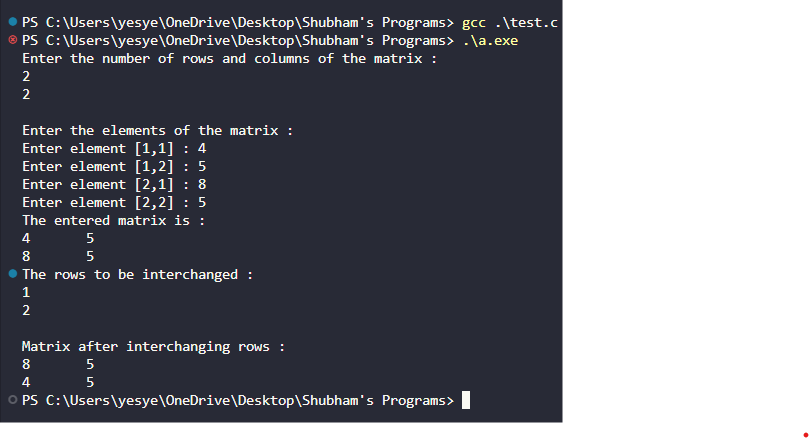 PS C:\Users\yesye\OneDrive\Desktop\Shubham's Programs> gcc .\test.c
PS C:\Users\yesye\OneDrive\Desktop\Shubham's Programs> .\a.exe
Enter the number of rows and columns of the matrix :
2
2
Enter the elements of the matrix :
Enter element [1,1] : 4
Enter element [1,2] : 5
Enter element [2,1] : 8
Enter element [2,2] : 5
The entered matrix is :
4 5
8 5
The rows to be interchanged :
1
2
Matrix after interchanging rows :
8 5
4 5
PS C:\Users\yesye\OneDrive\Desktop\Shubham's Programs>